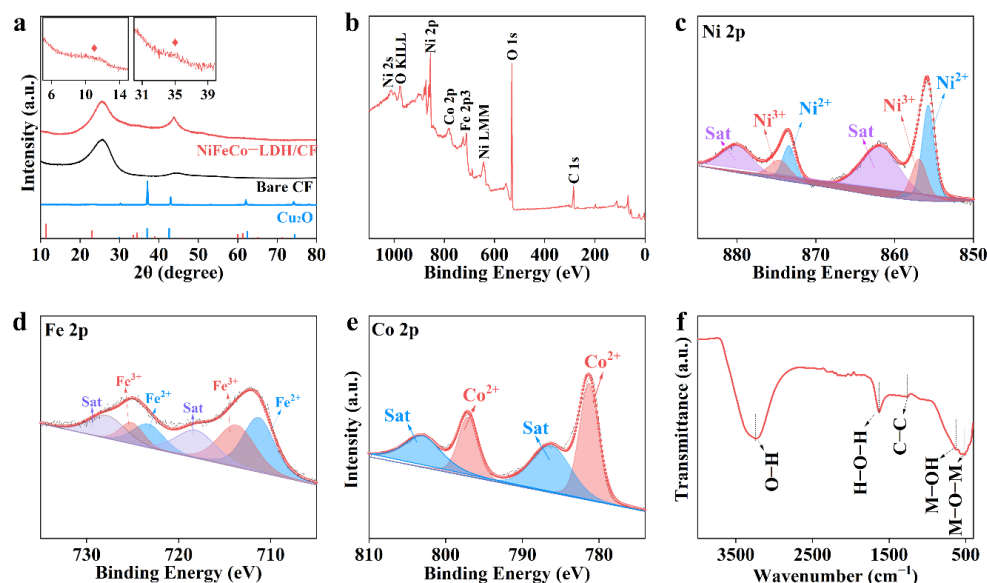 a
6 10 14
31 35 39
NiFeCo−LDH/CF
Bare CF
Cu₂O
Intensity (a.u.)
10 20 30 40 50 60 70 80
2θ (degree)
b
Ni 2s
O KILL
Ni 2p
Co 2p
Fe 2p3
Ni LMM
O 1s
C 1s
Intensity (a.u.)
1000 800 600 400 200 0
Binding Energy (eV)
c
Ni 2p
Sat
Ni³⁺
Ni²⁺
Sat
Ni³⁺
Ni²⁺
Intensity (a.u.)
880 870 860 850
Binding Energy (eV)
d
Fe 2p
Sat
Fe³⁺
Fe²⁺
Sat
Fe³⁺
Fe²⁺
Intensity (a.u.)
730 720 710
Binding Energy (eV)
e
Co 2p
Sat
Co²⁺
Sat
Co²⁺
Intensity (a.u.)
810 800 790 780
Binding Energy (eV)
f
O−H
H−O−H
C−C
M−OH
M−O−M
Transmittance (a.u.)
3500 2500 1500 500
Wavenumber (cm⁻¹)